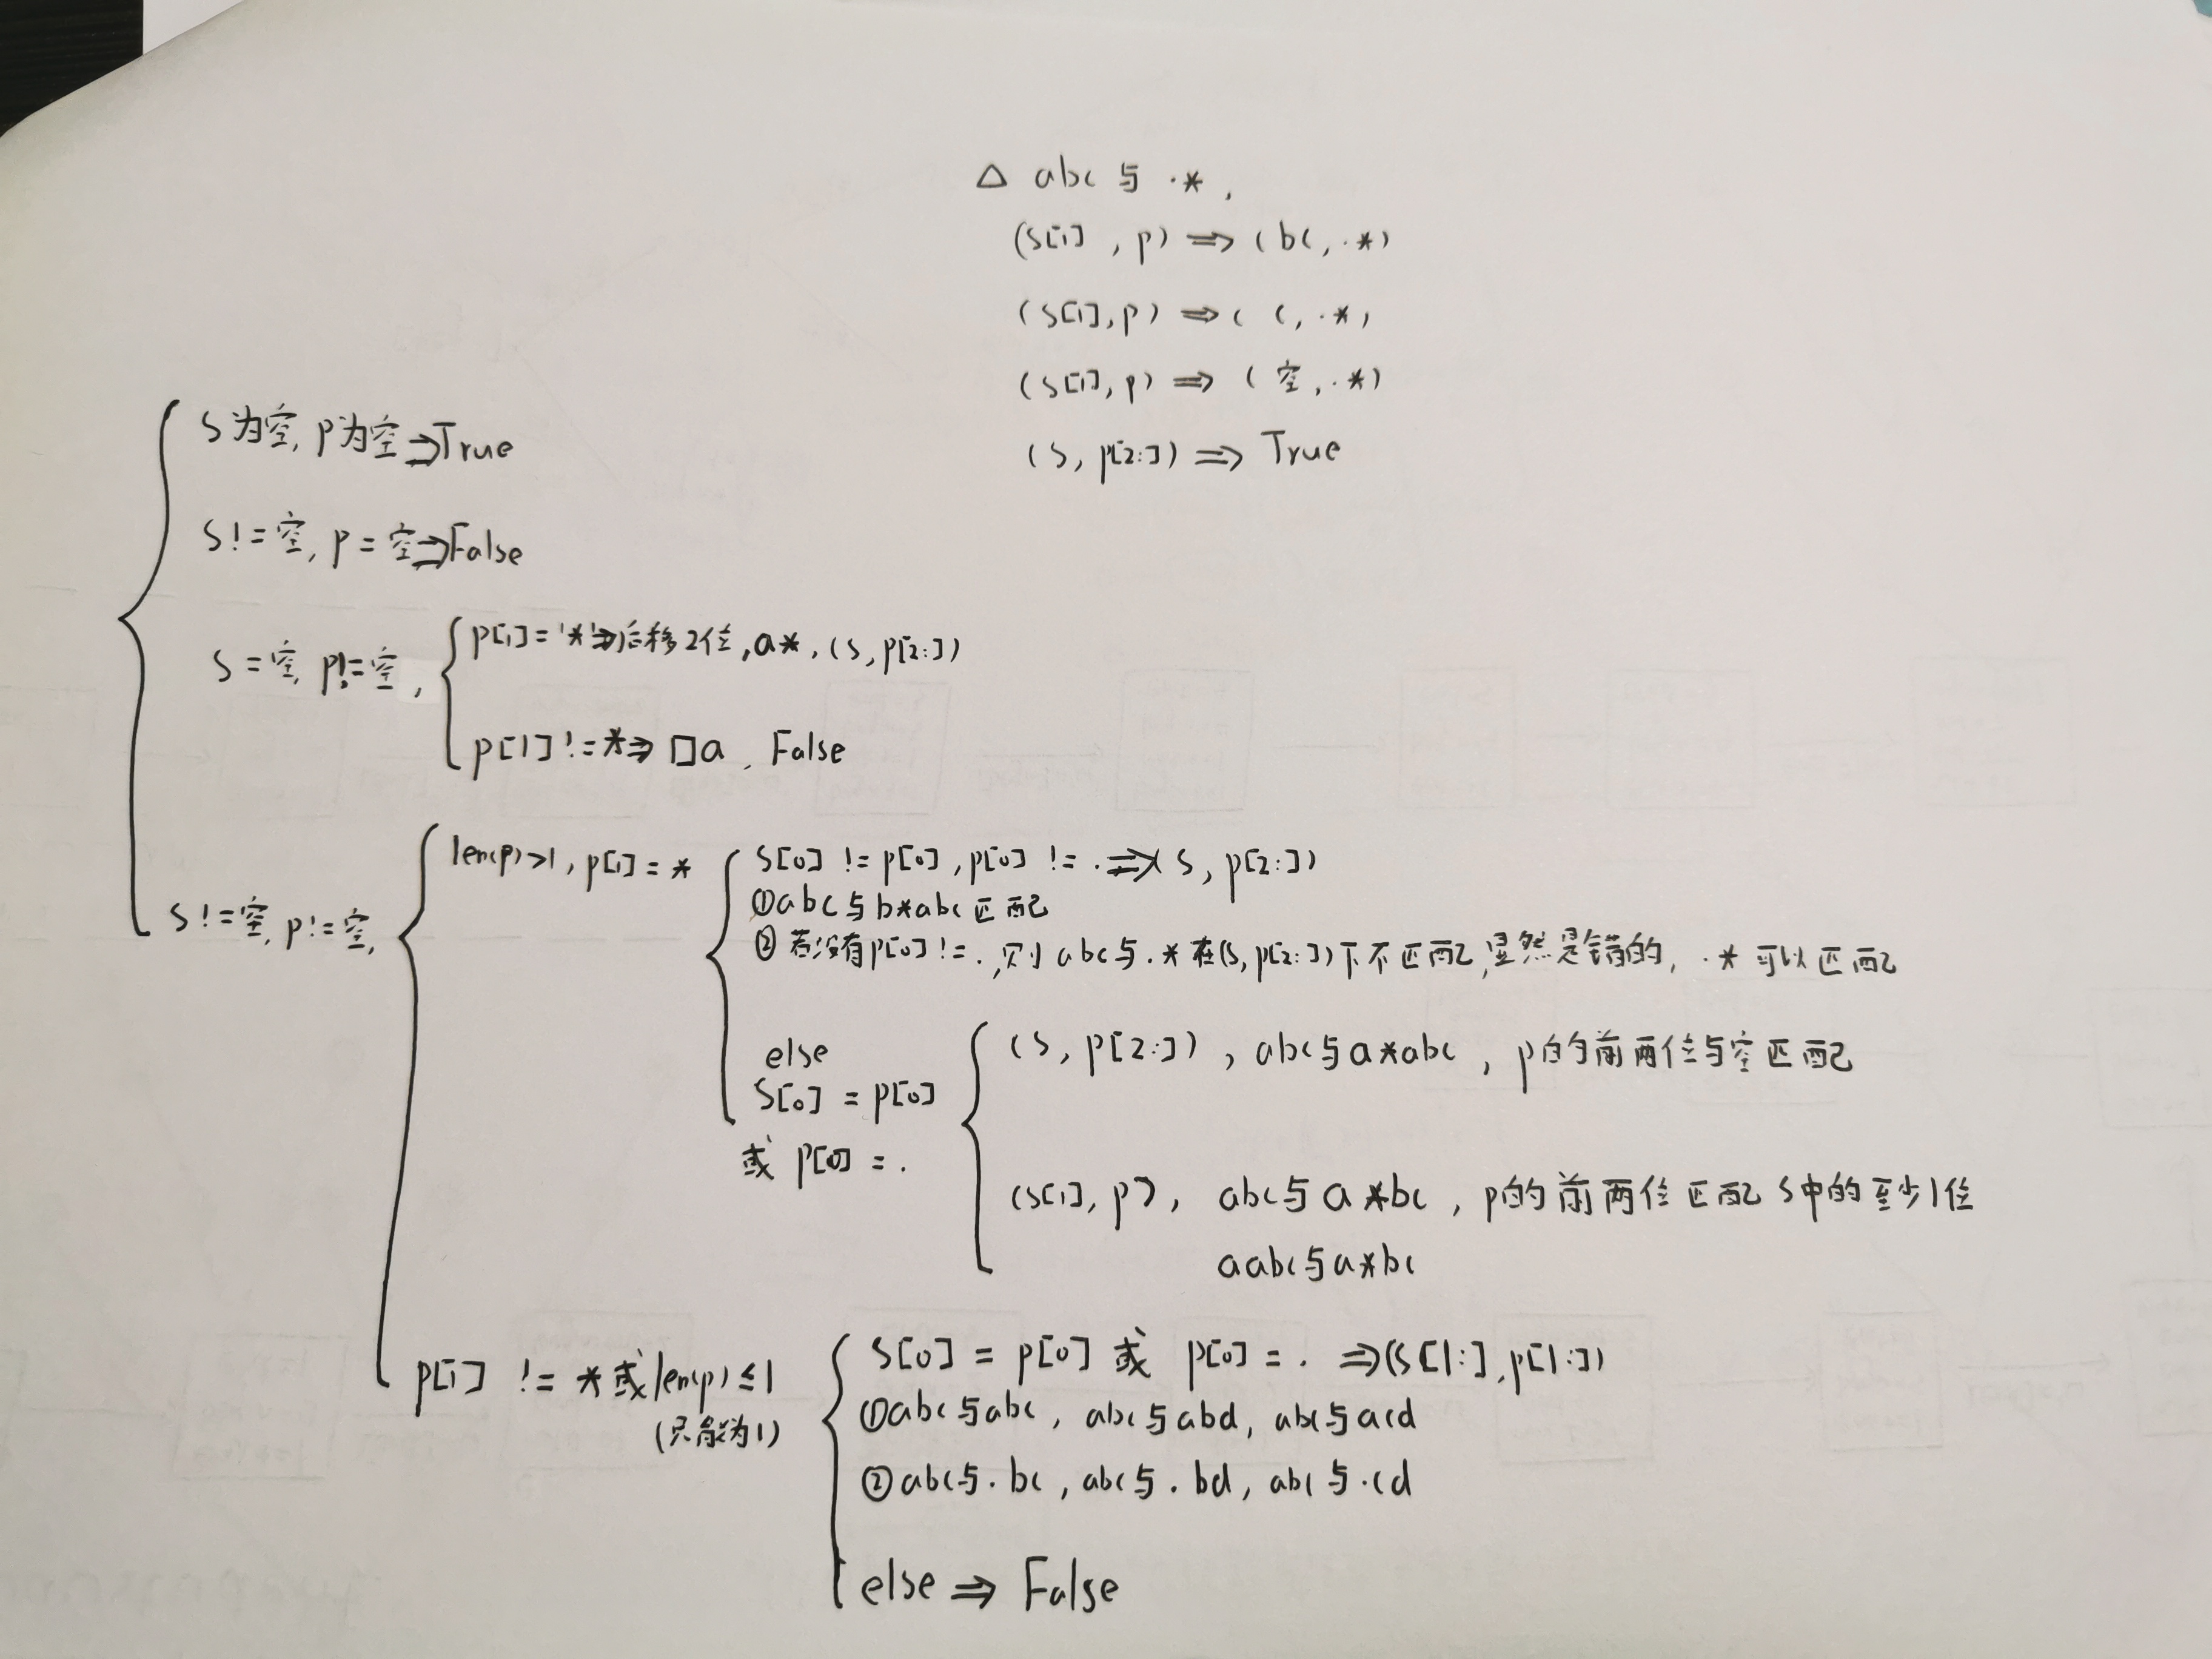 △ abc 与 .*,
(s[1], p) ⇒ (bc, .*)
(s[1], p) ⇒ ( c, .*)
(s[1], p) ⇒ (空, .*)
(s, p[2:]) ⇒ True
s为空, p为空⇒True
s!=空, p=空⇒False
s=空, p!=空,
p[1]='*'⇒后移2位, a*, (s, p[2:])
p[1]!=*⇒□a, False
s!=空, p!=空,
len(p)>1, p[1]=*
s[0] != p[0], p[0] != . ⇒(s, p[2:])
①abc与b*abc匹配
②若没有p[0] != ., 则abc与.*在(s, p[2:])下不匹配,显然是错的, .*可以匹配
else
s[0] = p[0]
或 p[0] = .
(s, p[2:]), abc与a*abc, p的前两位与空匹配
(s[1], p), abc与a*bc, p的前两位匹配s中的至少1位
aabc与a*bc
p[1] != *或len(p)≤1
(只能为1)
s[0] = p[0] 或 p[0] = . ⇒(s[1:], p[1:])
①abc与abc, abc与abd, abc与acd
②abc与.bc, abc与.bd, abc与.cd
else ⇒ False